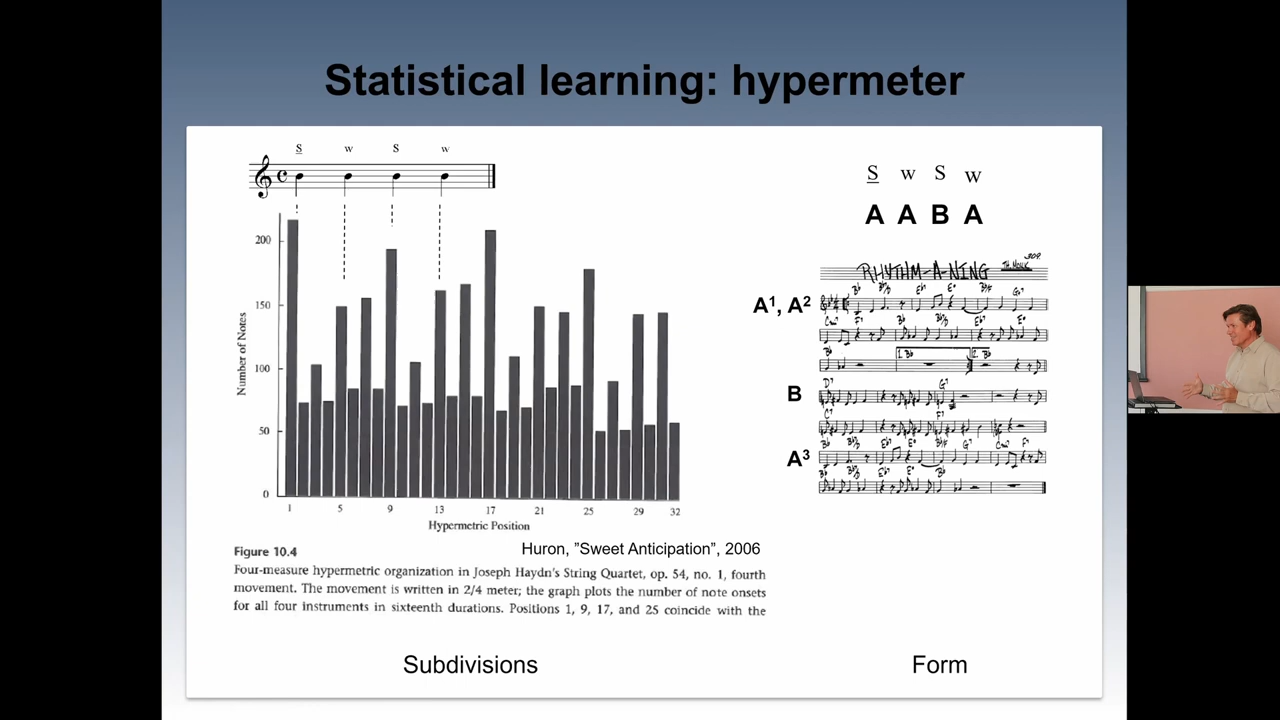 Statistical learning: hypermeter
S w S w
200
150
100
50
0
Number of Notes
1 5 9 13 17 21 25 29 32
Hypermetric Position
Huron, ”Sweet Anticipation”, 2006
Figure 10.4
Four-measure hypermetric organization in Joseph Haydn's String Quartet, op. 54, no. 1, fourth
movement. The movement is written in 2/4 meter; the graph plots the number of note onsets
for all four instruments in sixteenth durations. Positions 1, 9, 17, and 25 coincide with the
Subdivisions
S w S w
A A B A
RHYTHM-A-NING TH. MONK
A¹, A²
B
A³
Form